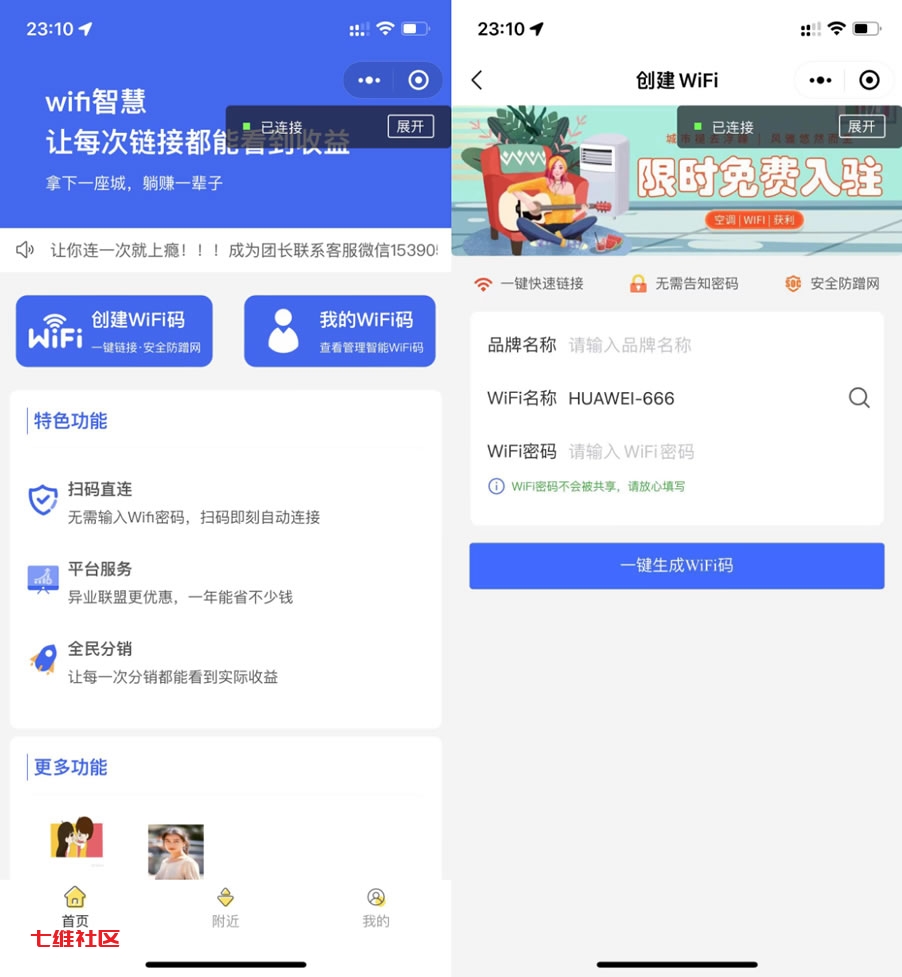 23:10
wifi智慧
让每次链接都能看到收益
已连接
展开
拿下一座城，躺赚一辈子
让你连一次就上瘾！！！成为团长联系客服微信15390
WiFi
创建WiFi码
一键链接·安全防蹭网
我的WiFi码
查看管理智能WiFi码
特色功能
扫码直连
无需输入Wifi密码，扫码即刻自动连接
平台服务
异业联盟更优惠，一年能省不少钱
全民分销
让每一次分销都能看到实际收益
更多功能
首页
附近
我的
七维社区
23:10
创建 WiFi
已连接
展开
限时免费入驻
空调|WIFI|获利
一键快速链接
无需告知密码
安全防蹭网
品牌名称 请输入品牌名称
WiFi名称 HUAWEI-666
WiFi密码 请输入 WiFi 密码
WiFi密码不会被共享，请放心填写
一键生成WiFi码